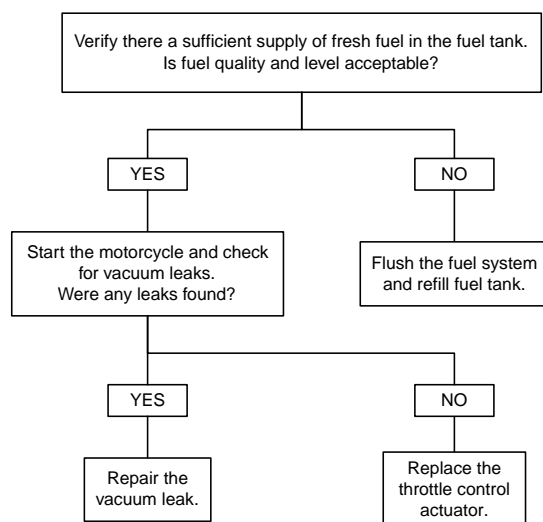 Verify there a sufficient supply of fresh fuel in the fuel tank.
Is fuel quality and level acceptable?
YES
NO
Start the motorcycle and check
for vacuum leaks.
Were any leaks found?
Flush the fuel system
and refill fuel tank.
YES
NO
Repair the
vacuum leak.
Replace the
throttle control
actuator.